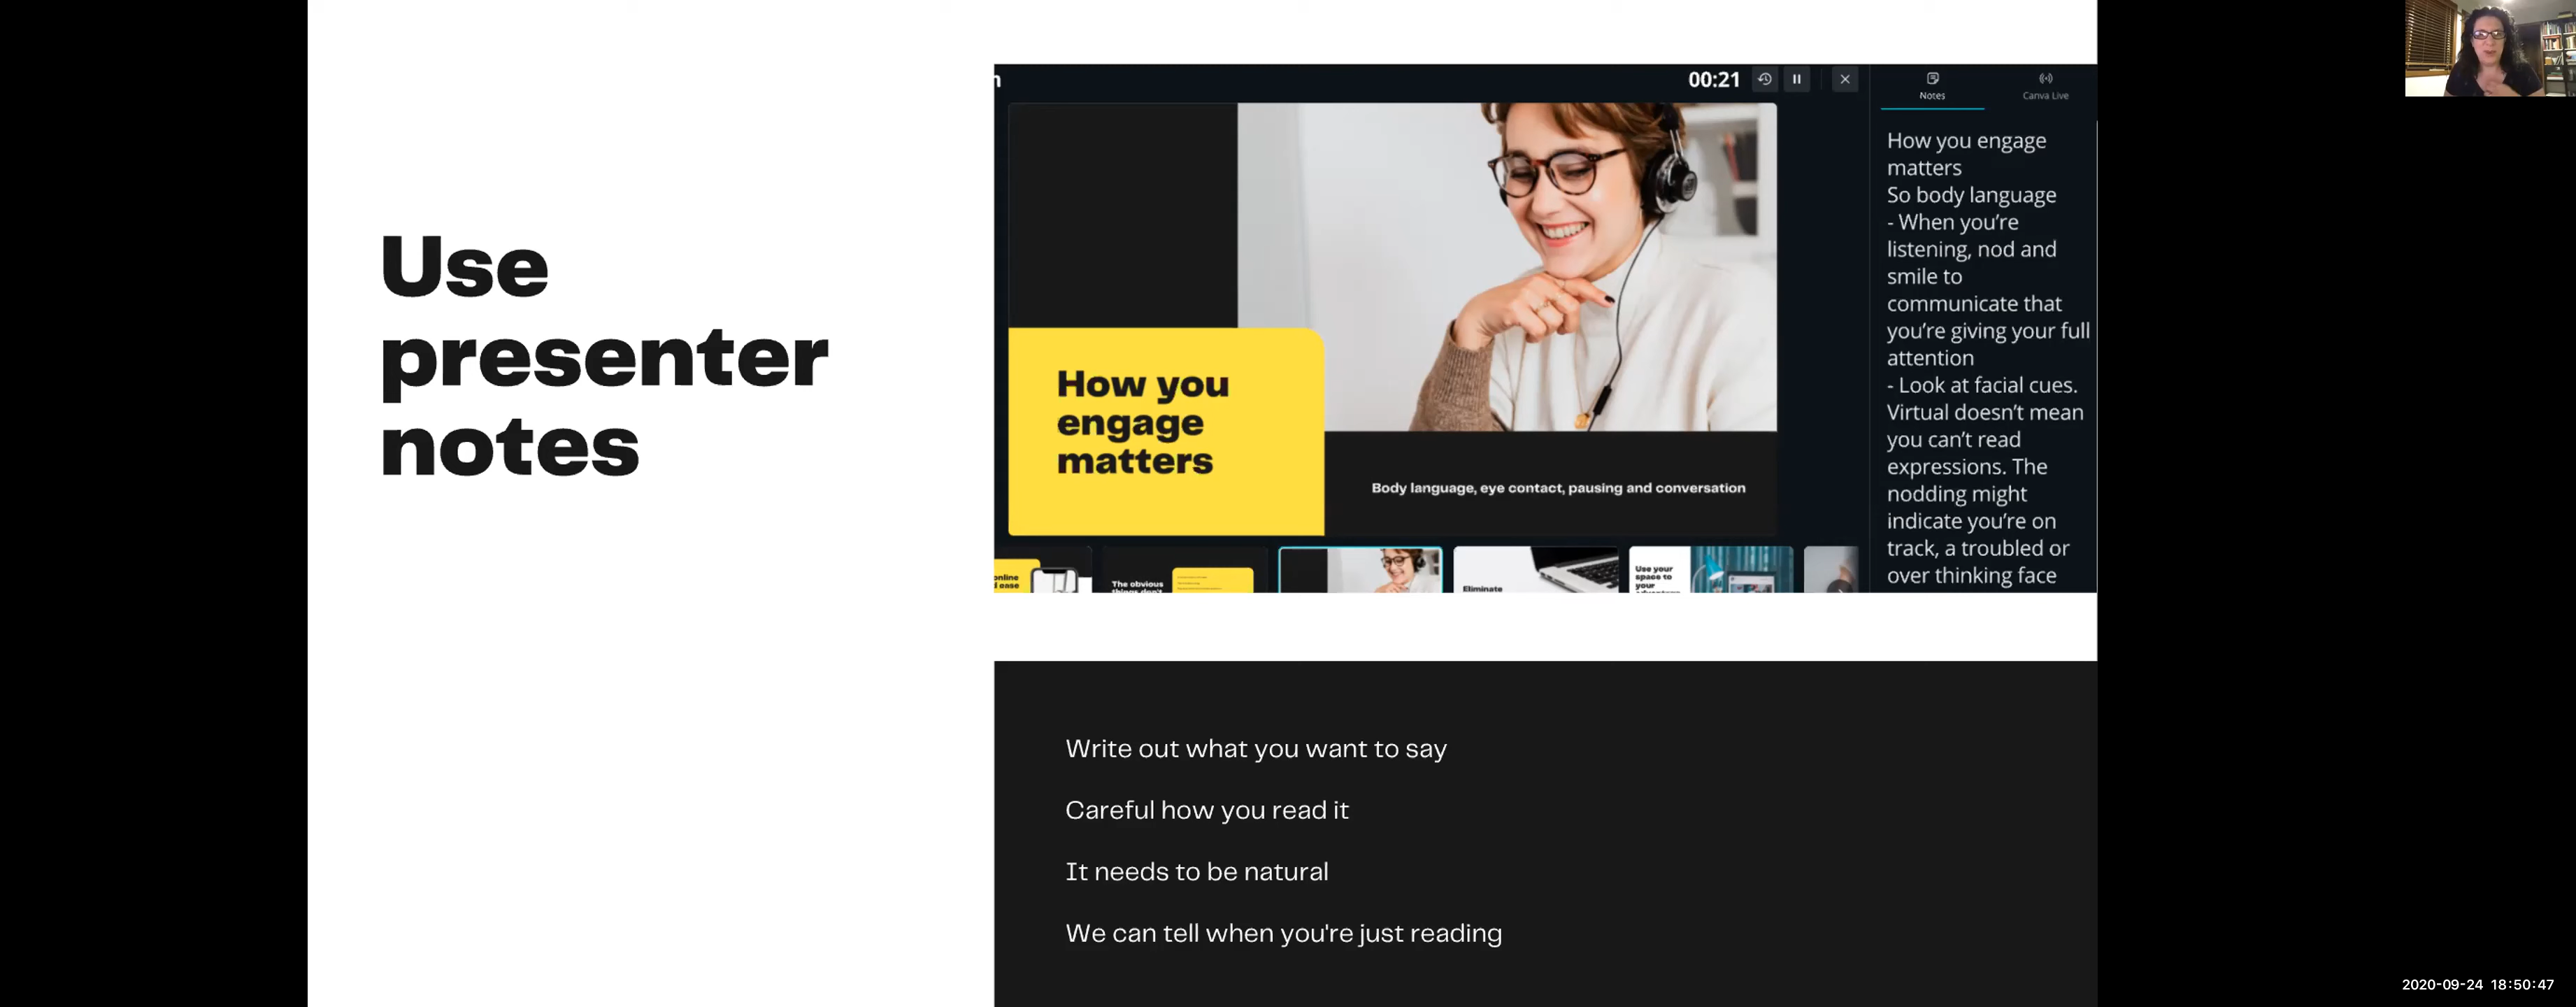 Use
presenter
notes
n
00:21
Notes
Canva Live
How you
engage
matters
Body language, eye contact, pausing and conversation
How you engage
matters
So body language
- When you're
listening, nod and
smile to
communicate that
you're giving your full
attention
- Look at facial cues.
Virtual doesn't mean
you can't read
expressions. The
nodding might
indicate you're on
track, a troubled or
over thinking face
online
ease
The obvious
things don't
Eliminate
Use your
space to
your
Write out what you want to say
Careful how you read it
It needs to be natural
We can tell when you're just reading
2020-09-24 18:50:47